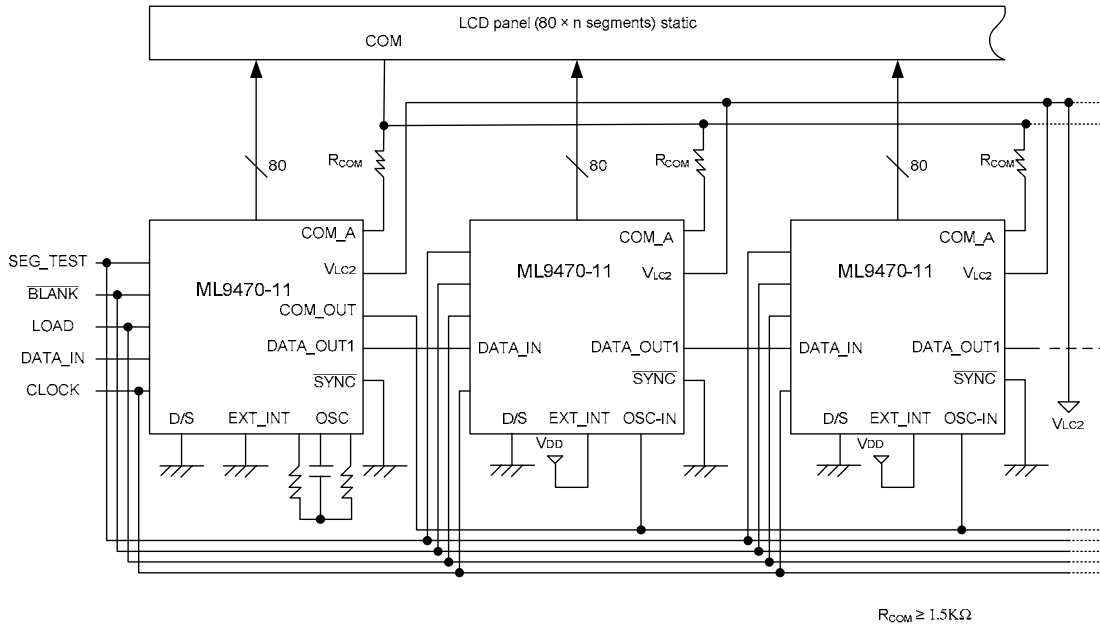 LCD panel (80 × n segments) static
COM
80
80
80
RCOM
RCOM
RCOM
COM_A
COM_A
COM_A
SEG_TEST
BLANK
LOAD
DATA_IN
CLOCK
ML9470-11
ML9470-11
ML9470-11
VLC2
VLC2
VLC2
COM_OUT
DATA_OUT1
DATA_IN
DATA_OUT1
DATA_IN
DATA_OUT1
SYNC
SYNC
SYNC
D/S
EXT_INT
OSC
D/S
EXT_INT
OSC-IN
D/S
EXT_INT
OSC-IN
VDD
VDD
VLC2
RCOM ≥ 1.5KΩ